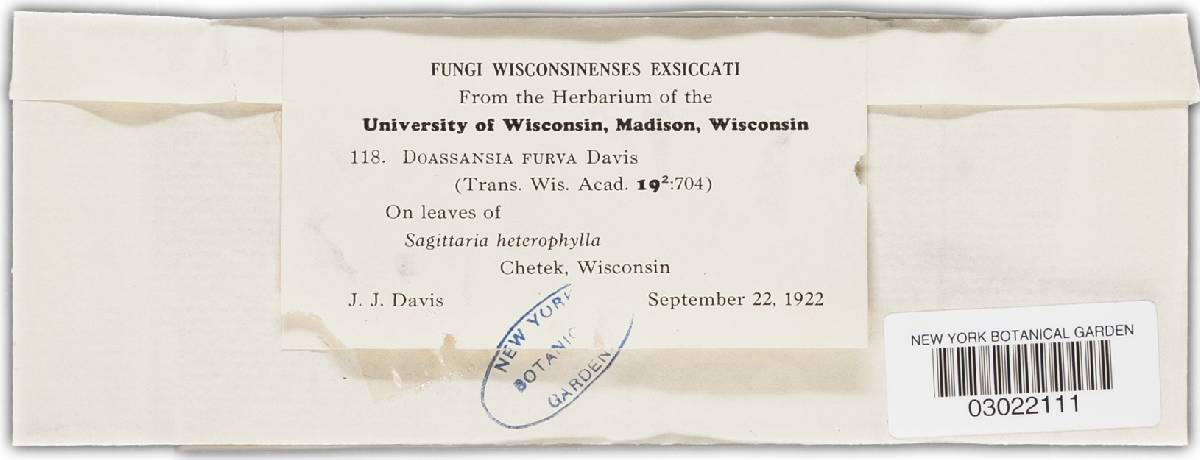 FUNGI WISCONSINENSES EXSICCATI
From the Herbarium of the
University of Wisconsin, Madison, Wisconsin
118. DOASSANSIA FURVA Davis
(Trans. Wis. Acad. 19²:704)
On leaves of
Sagittaria heterophylla
Chetek, Wisconsin
J. J. Davis September 22, 1922
NEW YORK
BOTANIC
GARDEN
NEW YORK BOTANICAL GARDEN
03022111